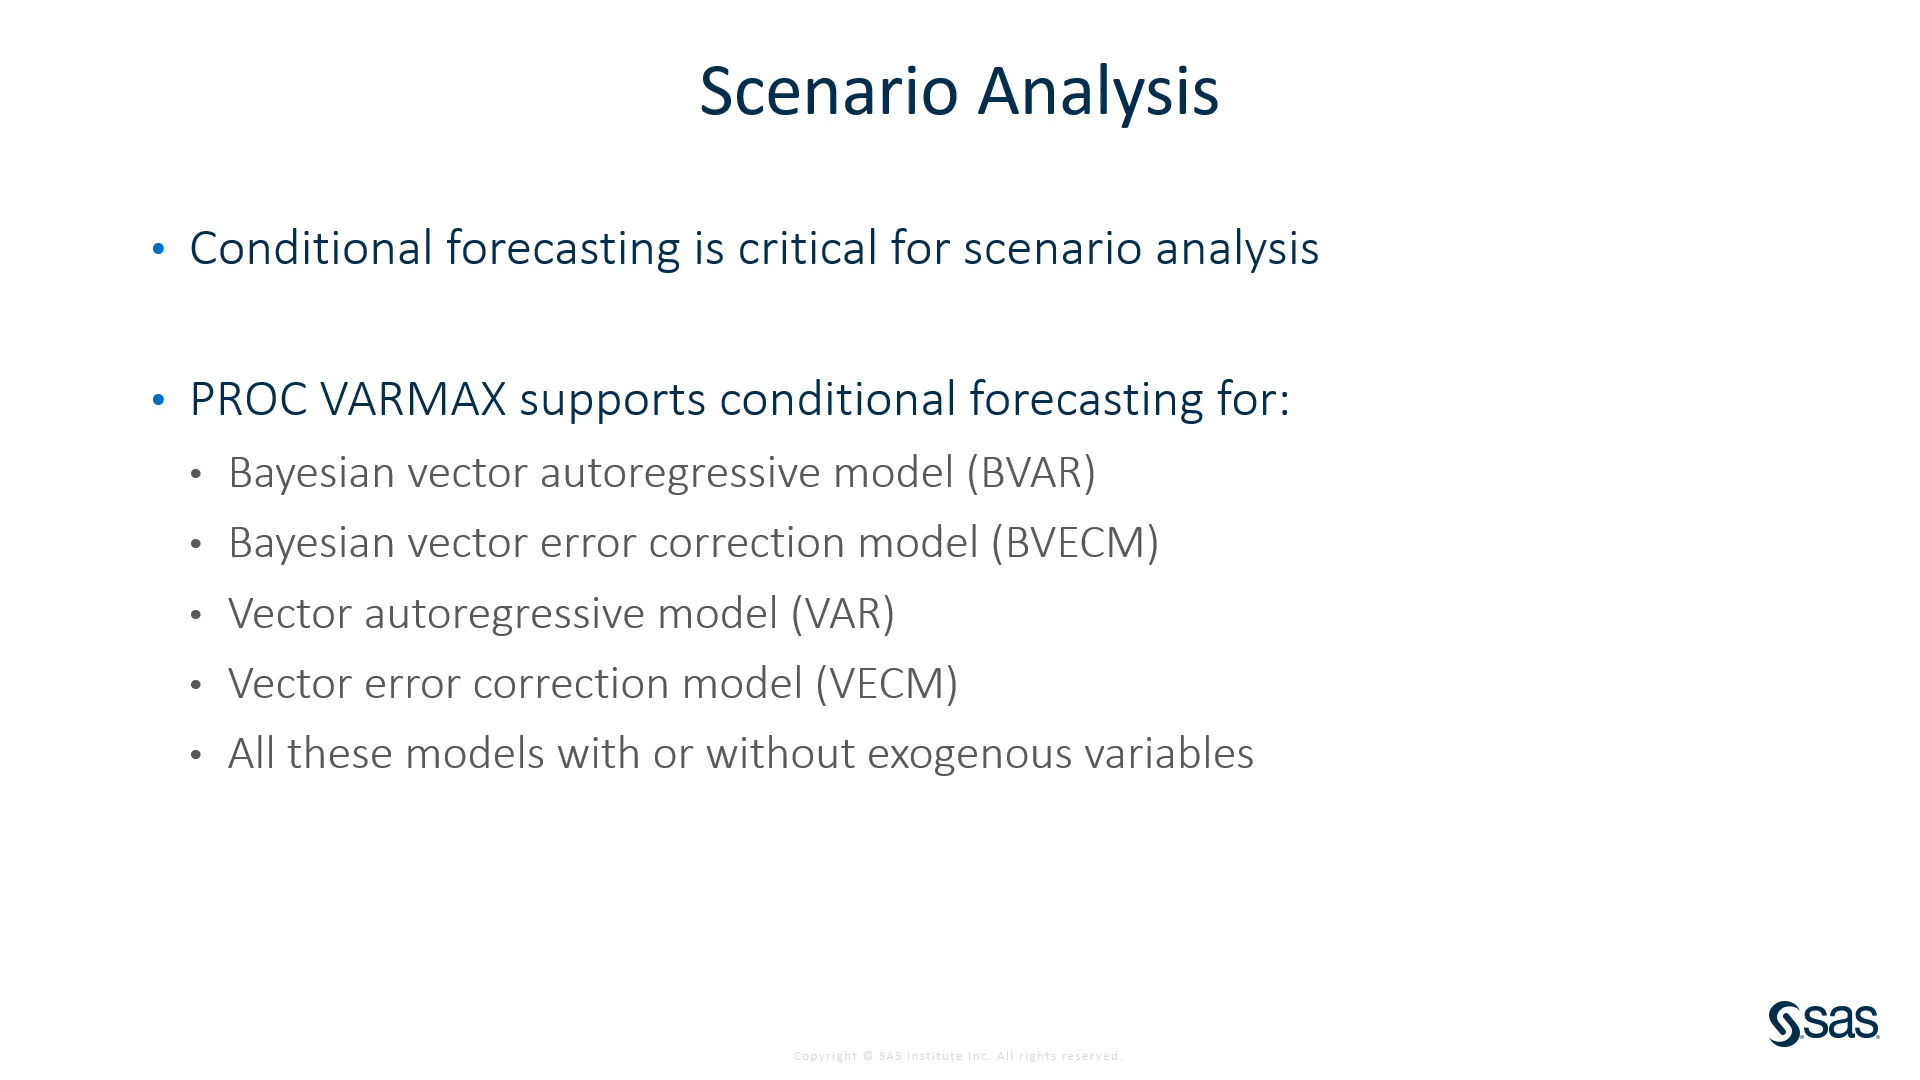 Scenario Analysis
• Conditional forecasting is critical for scenario analysis
• PROC VARMAX supports conditional forecasting for:
• Bayesian vector autoregressive model (BVAR)
• Bayesian vector error correction model (BVECM)
• Vector autoregressive model (VAR)
• Vector error correction model (VECM)
• All these models with or without exogenous variables
sas
Copyright © SAS Institute Inc. All rights reserved.